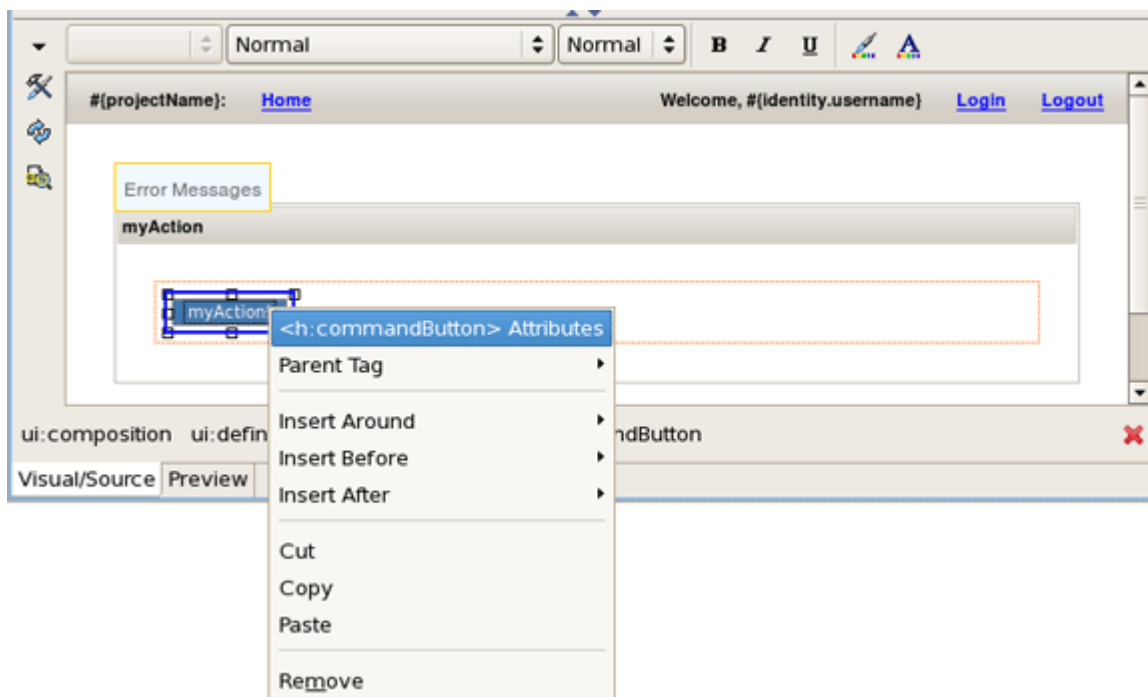 Normal Normal B I U A
#{projectName}: Home Welcome, #{identity.username} Login Logout
Error Messages
myAction
myAction!
<h:commandButton> Attributes
Parent Tag
Insert Around
ui:composition ui:defin ndButton
Insert Before
Visual/Source Preview
Insert After
Cut
Copy
Paste
Remove